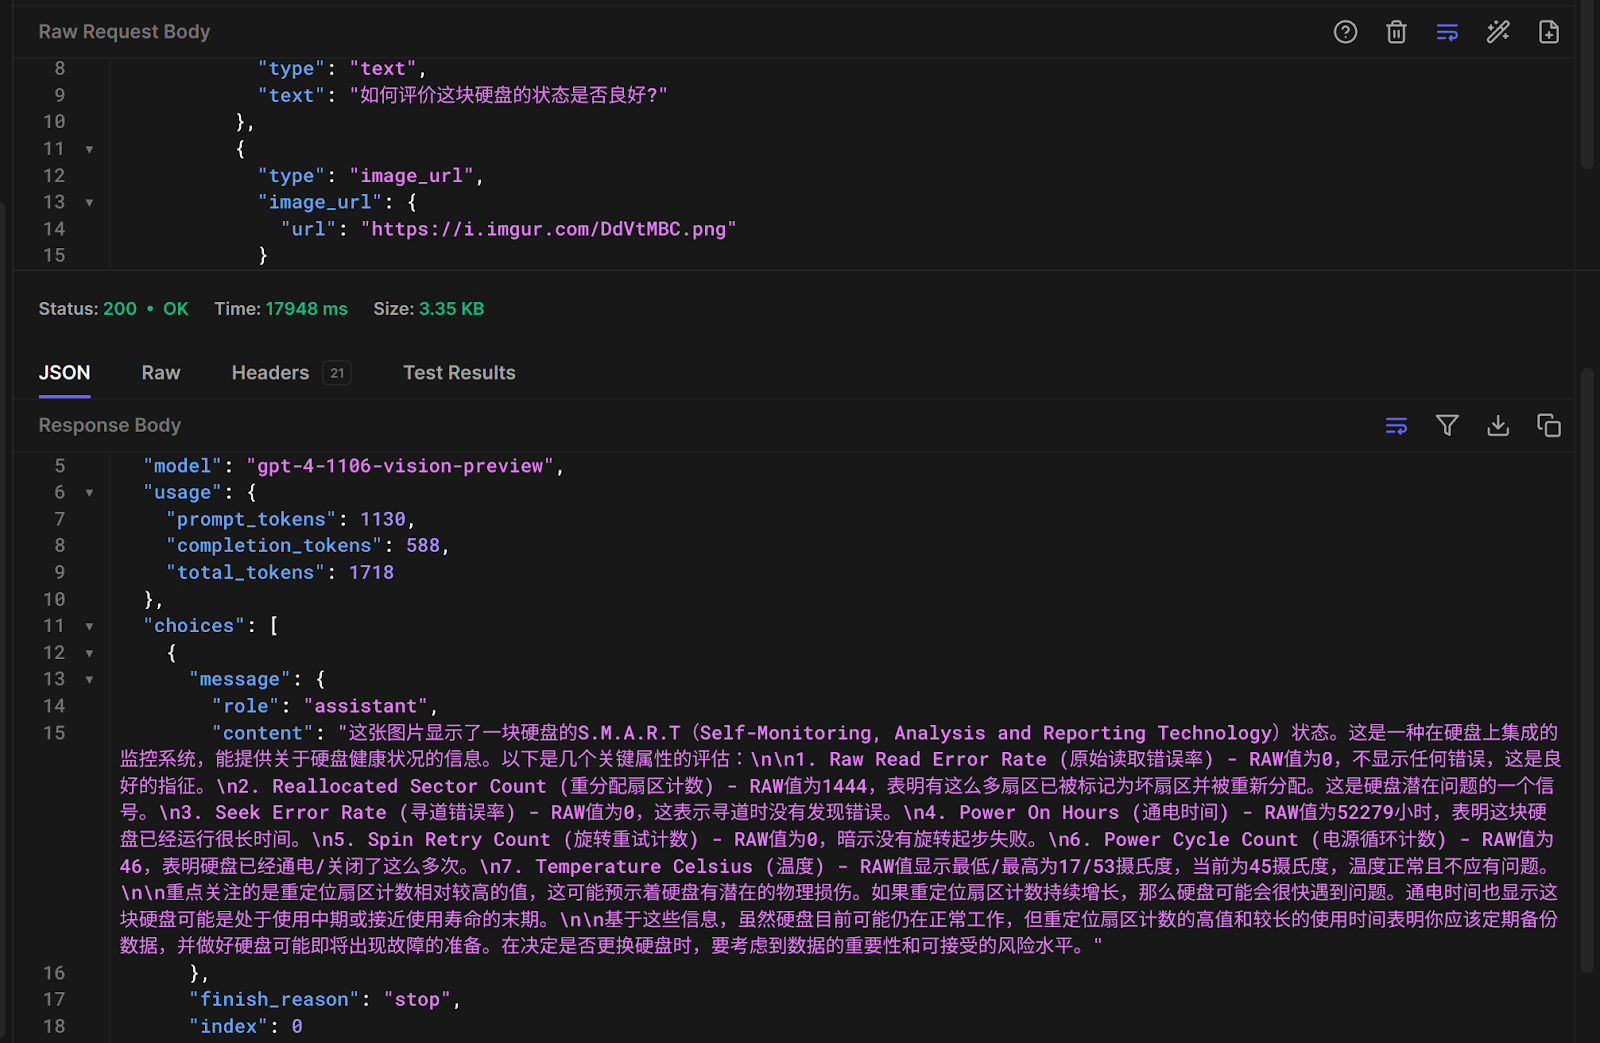 Raw Request Body
8 "type": "text",
9 "text": "如何评价这块硬盘的状态是否良好?"
10 },
11 {
12 "type": "image_url",
13 "image_url": {
14 "url": "https://i.imgur.com/DdVtMBC.png"
15 }
Status: 200 • OK Time: 17948 ms Size: 3.35 KB
JSON Raw Headers 21 Test Results
Response Body
5 "model": "gpt-4-1106-vision-preview",
6 "usage": {
7 "prompt_tokens": 1130,
8 "completion_tokens": 588,
9 "total_tokens": 1718
10 },
11 "choices": [
12 {
13 "message": {
14 "role": "assistant",
15 "content": "这张图片显示了一块硬盘的S.M.A.R.T（Self-Monitoring, Analysis and Reporting Technology）状态。这是一种在硬盘上集成的
监控系统，能提供关于硬盘健康状况的信息。以下是几个关键属性的评估：\n\n1. Raw Read Error Rate (原始读取错误率) - RAW值为0，不显示任何错误，这是良
好的指征。\n2. Reallocated Sector Count (重分配扇区计数) - RAW值为1444，表明有这么多扇区已被标记为坏扇区并被重新分配。这是硬盘潜在问题的一个信
号。\n3. Seek Error Rate (寻道错误率) - RAW值为0，这表示寻道时没有发现错误。\n4. Power On Hours (通电时间) - RAW值为52279小时，表明这块硬
盘已经运行很长时间。\n5. Spin Retry Count (旋转重试计数) - RAW值为0，暗示没有旋转起步失败。\n6. Power Cycle Count (电源循环计数) - RAW值为
46，表明硬盘已经通电/关闭了这么多次。\n7. Temperature Celsius (温度) - RAW值显示最低/最高为17/53摄氏度，当前为45摄氏度，温度正常且不应有问题。
\n\n重点关注的是重定位扇区计数相对较高的值，这可能预示着硬盘有潜在的物理损伤。如果重定位扇区计数持续增长，那么硬盘可能会很快遇到问题。通电时间也显示这
块硬盘可能是处于使用中期或接近使用寿命的末期。\n\n基于这些信息，虽然硬盘目前可能仍在正常工作，但重定位扇区计数的高值和较长的使用时间表明你应该定期备份
数据，并做好硬盘可能即将出现故障的准备。在决定是否更换硬盘时，要考虑到数据的重要性和可接受的风险水平。"
16 },
17 "finish_reason": "stop",
18 "index": 0